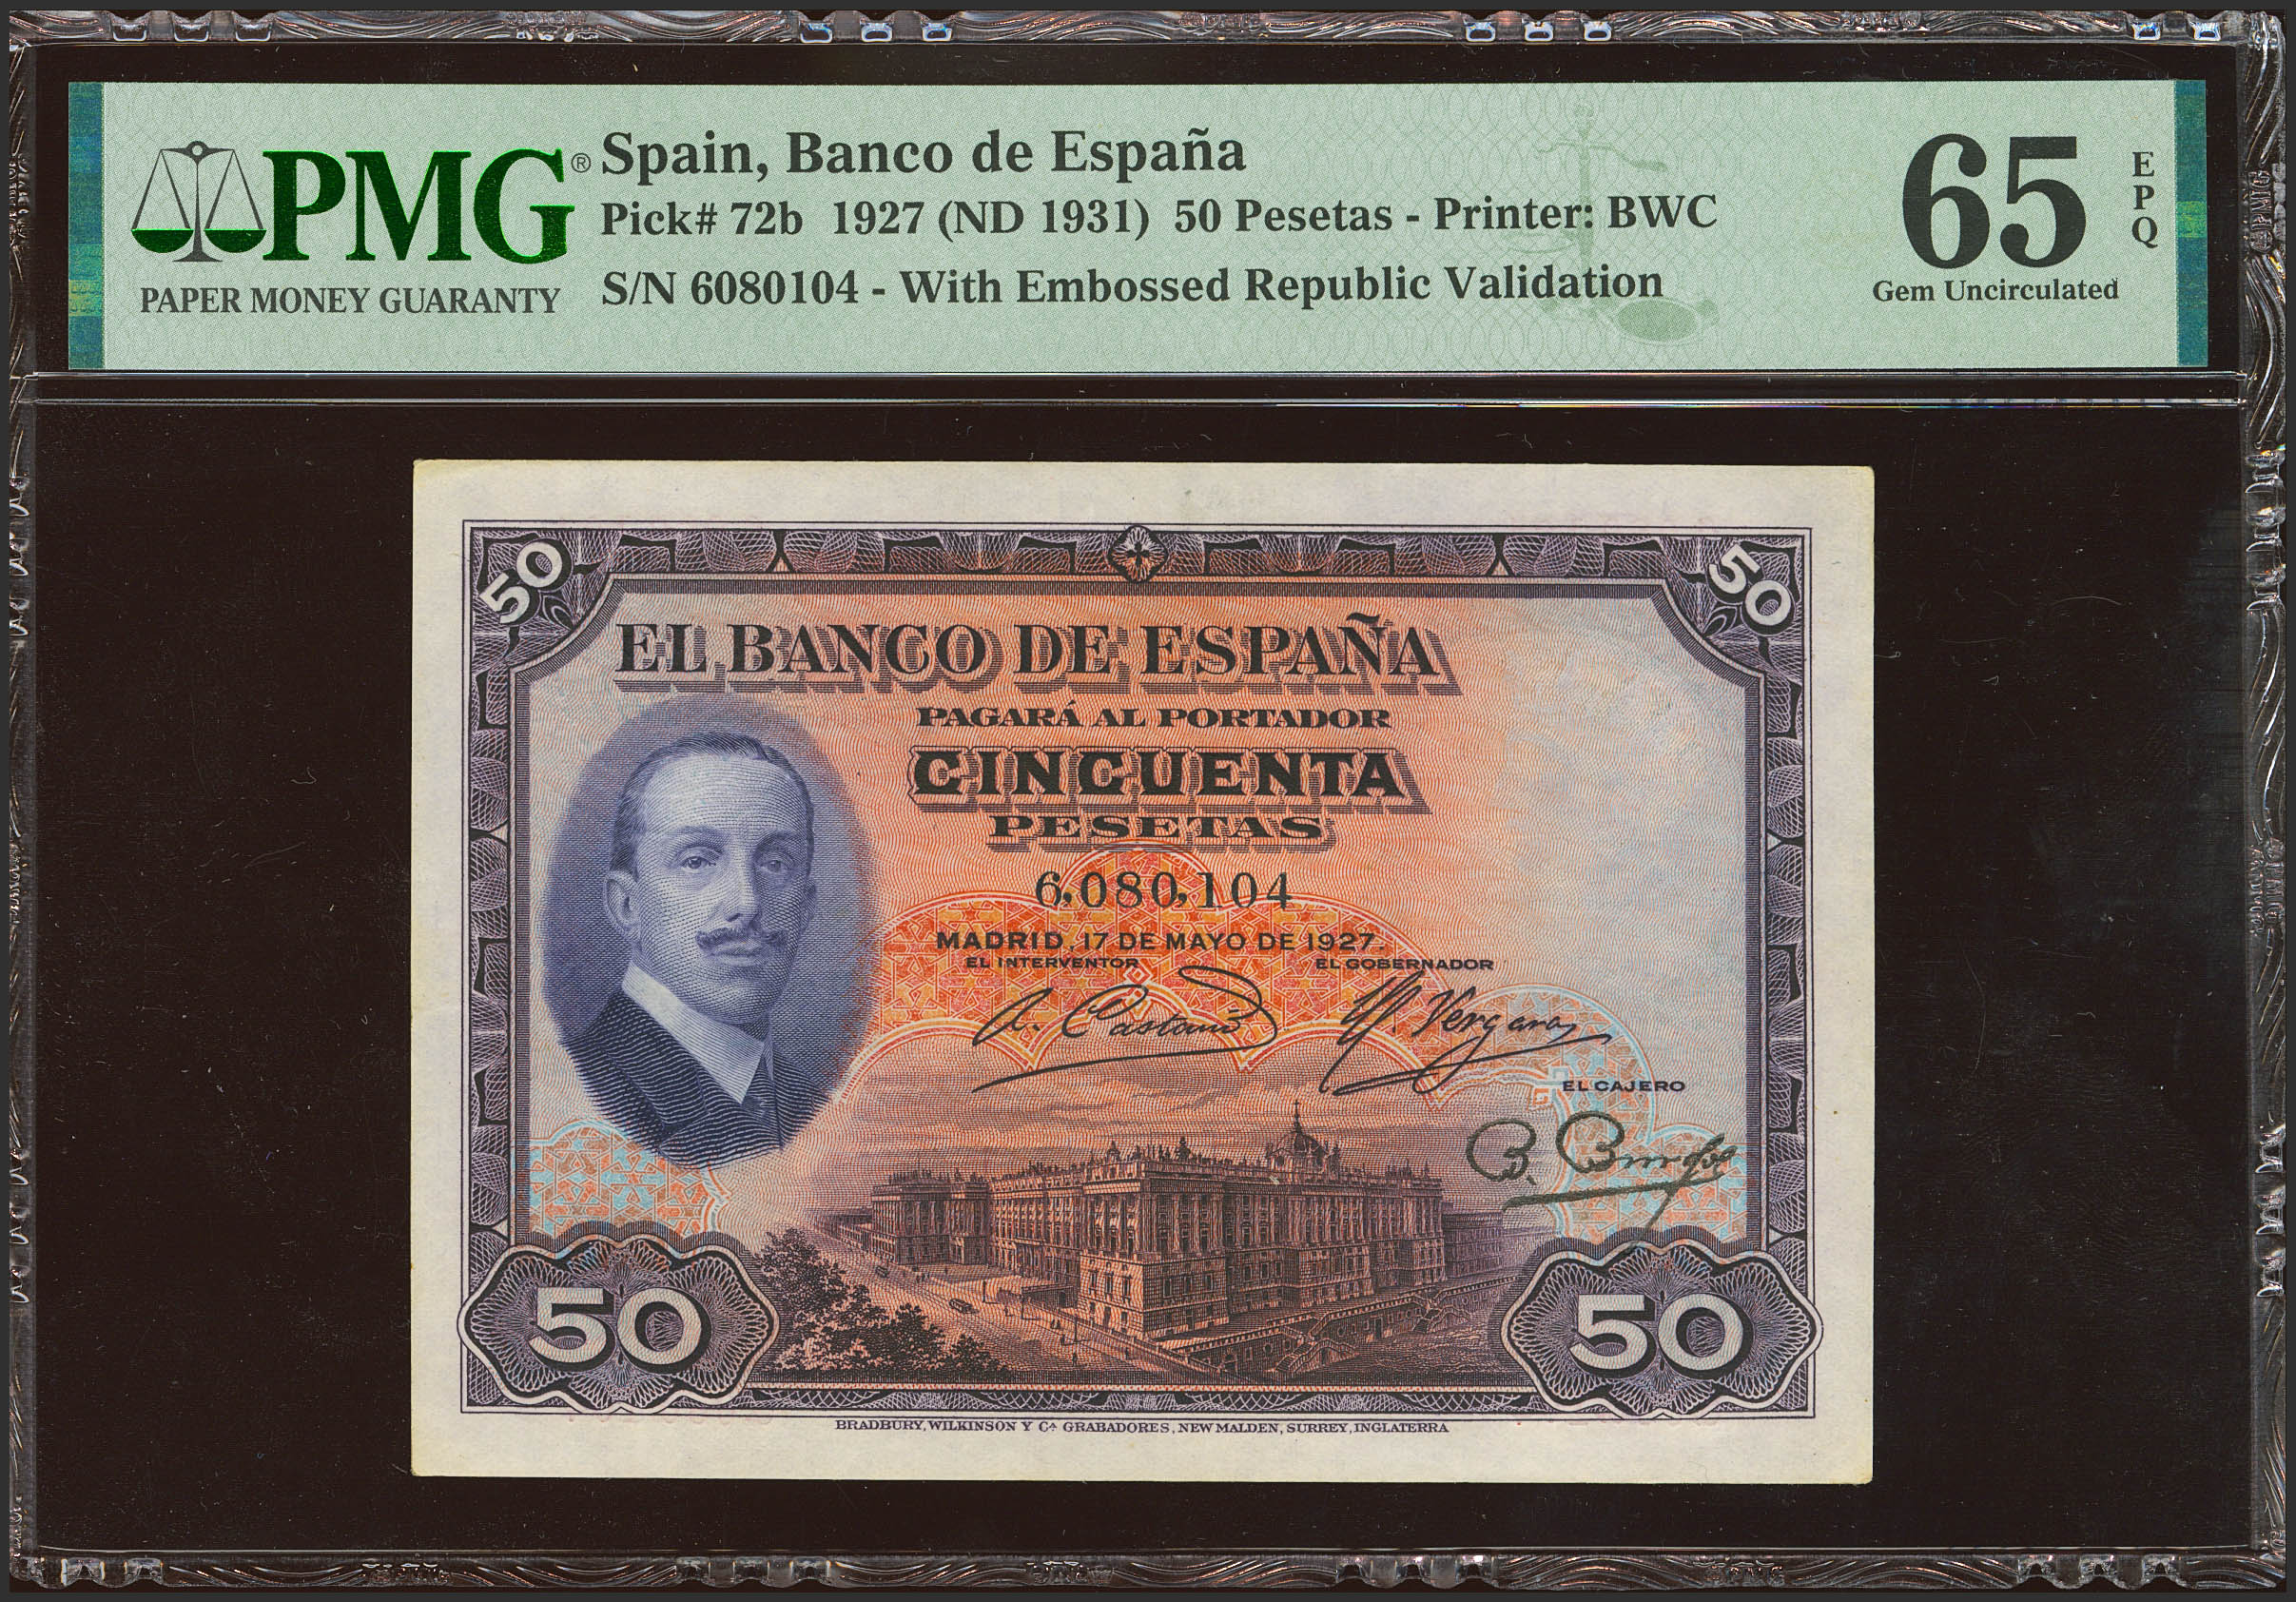 PMG®
PAPER MONEY GUARANTY
Spain, Banco de España
Pick# 72b 1927 (ND 1931) 50 Pesetas - Printer: BWC
S/N 6080104 - With Embossed Republic Validation
65
EPQ
Gem Uncirculated
50
50
EL BANCO DE ESPAÑA
PAGARÁ AL PORTADOR
CINCUENTA
PESETAS
6,080,104
MADRID, 17 DE MAYO DE 1927.
EL INTERVENTOR
EL GOBERNADOR
Vergara
EL CAJERO
50
50
BRADBURY, WILKINSON Y Cª GRABADORES, NEW MALDEN, SURREY, INGLATERRA